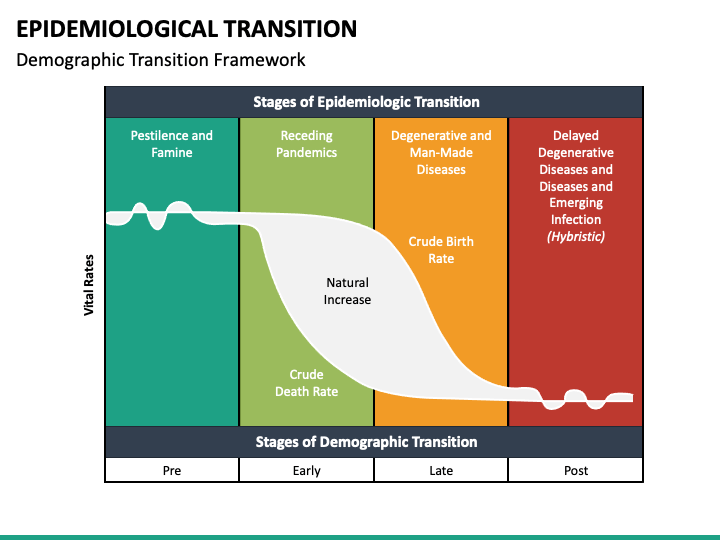 EPIDEMIOLOGICAL TRANSITION
Demographic Transition Framework
Stages of Epidemiologic Transition
Pestilence and
Famine
Receding
Pandemics
Degenerative and
Man-Made
Diseases
Delayed
Degenerative
Diseases and
Diseases and
Emerging
Infection
(Hybristic)
Crude Birth
Rate
Natural
Increase
Vital Rates
Crude
Death Rate
Stages of Demographic Transition
Pre
Early
Late
Post